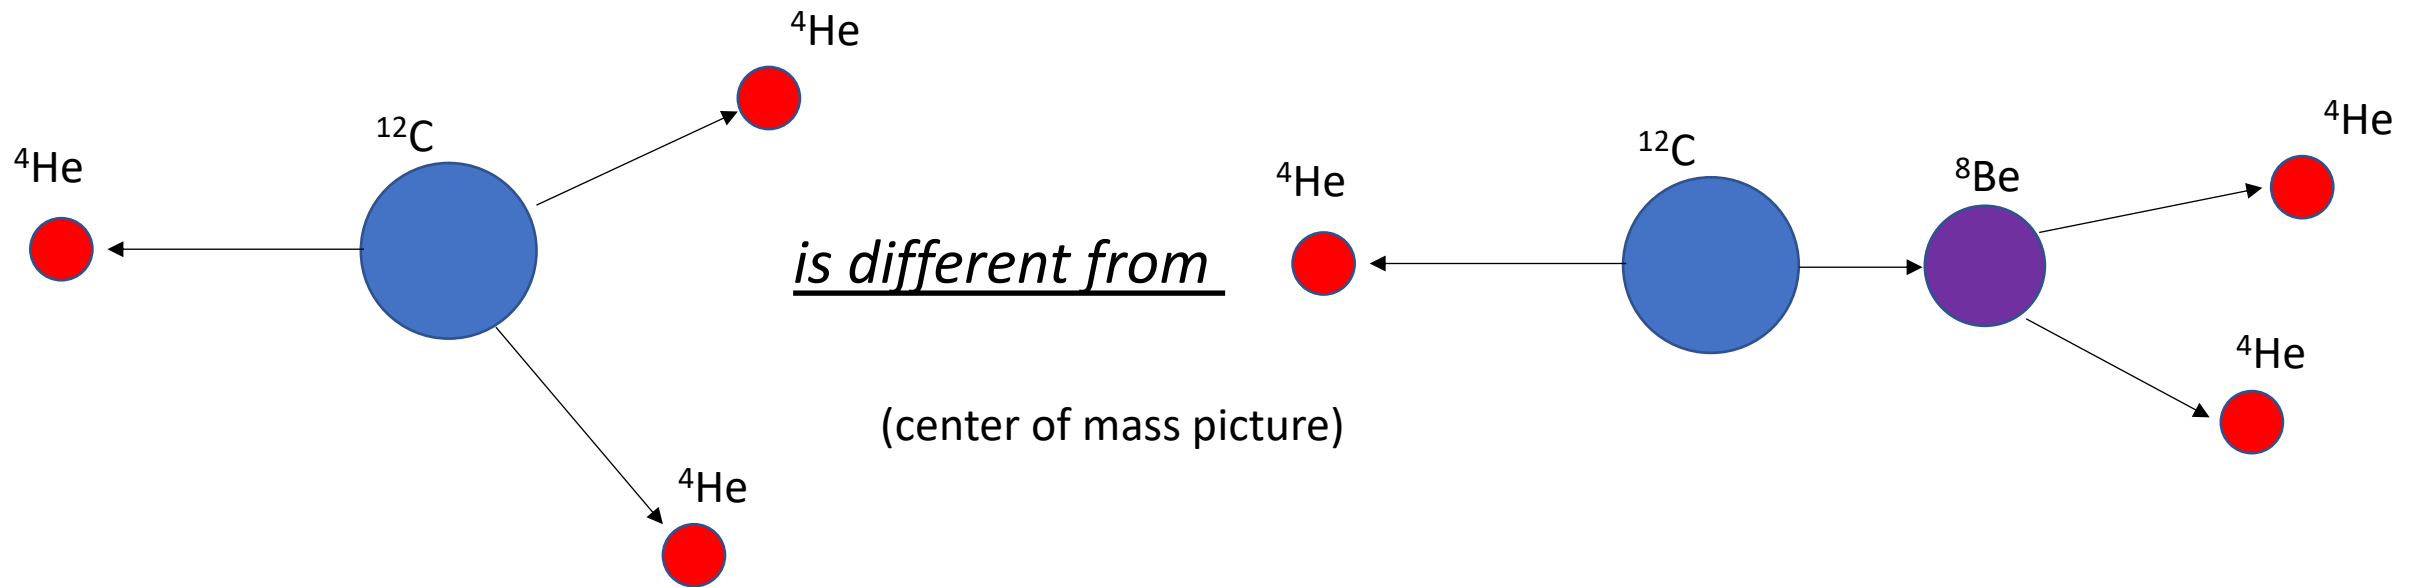 ⁴He
¹²C
⁴He
⁴He
is different from
(center of mass picture)
⁴He
¹²C
⁸Be
⁴He
⁴He